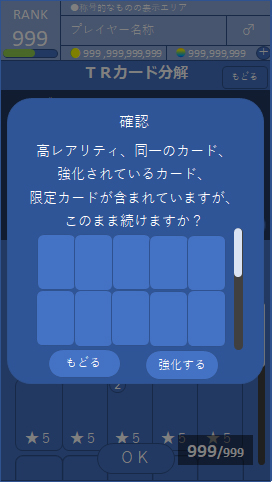 RANK
999
●称号的なものの表示エリア
プレイヤー名称
♂
999,999,999,999
999,999,999
+
TRカード分解
もどる
確認
高レアリティ、同一のカード、
強化されているカード、
限定カードが含まれていますが、
このまま続けますか？
もどる
強化する
2
★5
★5
★5
★5
★5
OK
999/999